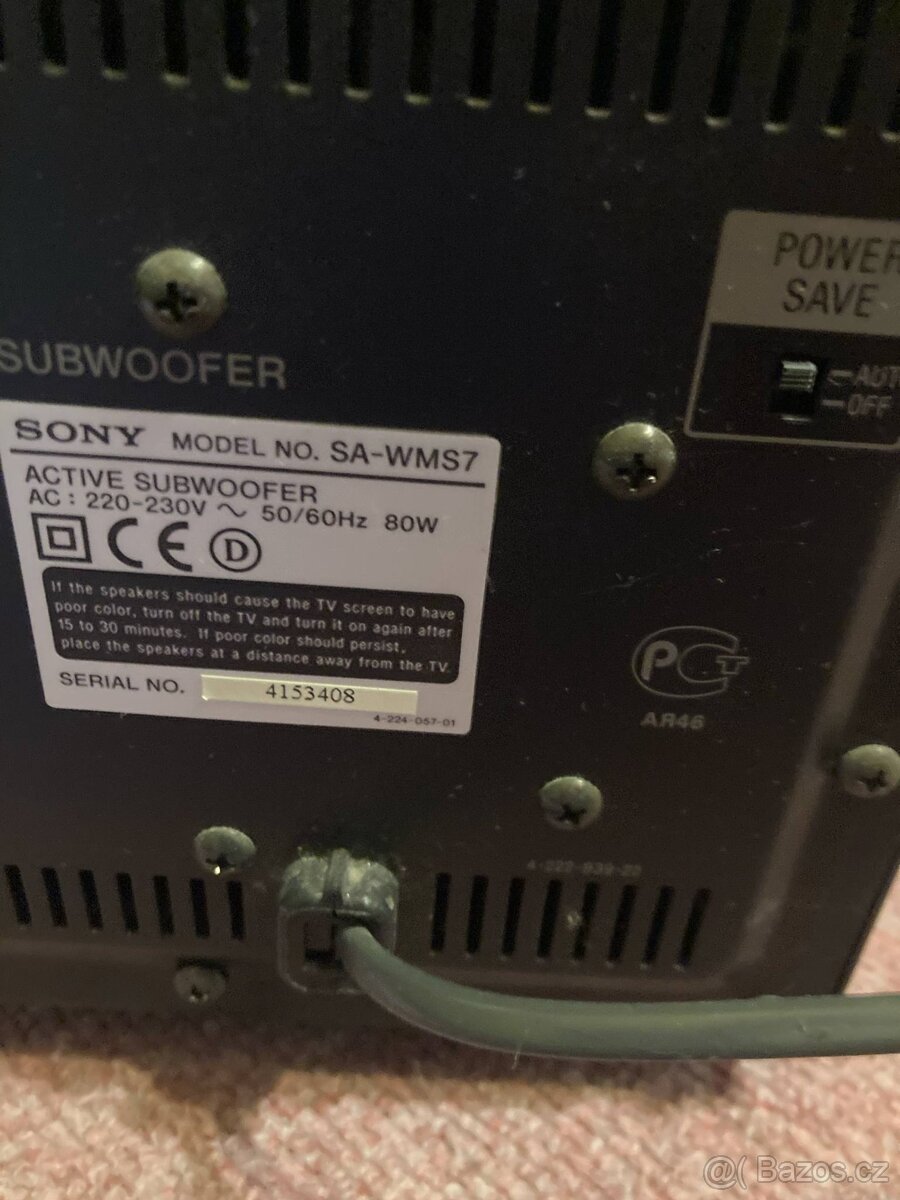 POWER
SAVE
AUTO
OFF
SUBWOOFER
SONY MODEL NO. SA-WMS7
ACTIVE SUBWOOFER
AC : 220-230V ~ 50/60Hz 80W
CE D
If the speakers should cause the TV screen to have
poor color, turn off the TV and turn it on again after
15 to 30 minutes. If poor color should persist,
place the speakers at a distance away from the TV.
SERIAL NO. 4153408
4-224-057-01
РСТ
АЯ46
@( Bazos.cz